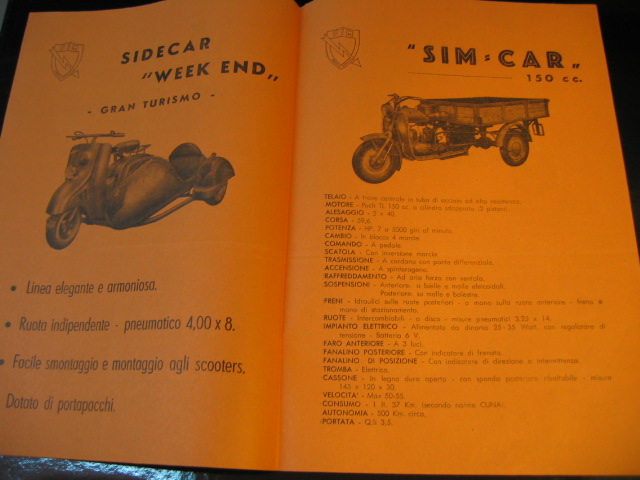 SIM
SIDECAR
"WEEK END"
- GRAN TURISMO -
• Linea elegante e armoniosa.
• Ruota indipendente - pneumatico 4,00 x 8.
• Facile smontaggio e montaggio agli scooters.
Dotato di portapacchi.
"SIM-CAR"
150 cc.
TELAIO - A trave centrale in tubo di acciaio ad alta resistenza.
MOTORE - Puch TL 150 cc. a cilindro sdoppiato (2 pistoni).
ALESAGGIO - 2 x 40.
CORSA - 59,6.
POTENZA - HP. 7 a 5000 giri al minuto.
CAMBIO - In blocco 4 marce.
COMANDO - A pedale.
SCATOLA - Con inversione marcia.
TRASMISSIONE - A cardano con ponte differenziale.
ACCENSIONE - A spinterogeno.
RAFFREDDAMENTO - Ad aria forzata con ventola.
SOSPENSIONI - Anteriore: a bielle e molle elicoidali.
Posteriore: su molle e balestre.
FRENI - Idraulici sulle ruote posteriori - a mano sulla ruota anteriore - freno a
mano di stazionamento.
RUOTE - Intercambiabili - a disco - misure pneumatici 3,25 x 14.
IMPIANTO ELETTRICO - Alimentato da dinamo 25-35 Watt. con regolatore di
tensione - Batteria 6 V.
FARO ANTERIORE - A 3 luci.
FANALINO POSTERIORE - Con indicatore di frenata.
FANALINO DI POSIZIONE - Con indicatore di direzione a intermittenza.
TROMBA - Elettrica.
CASSONE - In legno duro aperto - con sponda posteriore ribaltabile - misure
145 x 120 x 30.
VELOCITA' - Max 50-55.
CONSUMO - 1 lt. 37 Km. (secondo norme CUNA).
AUTONOMIA - 500 Km. circa.
PORTATA - Q.li 3,5.